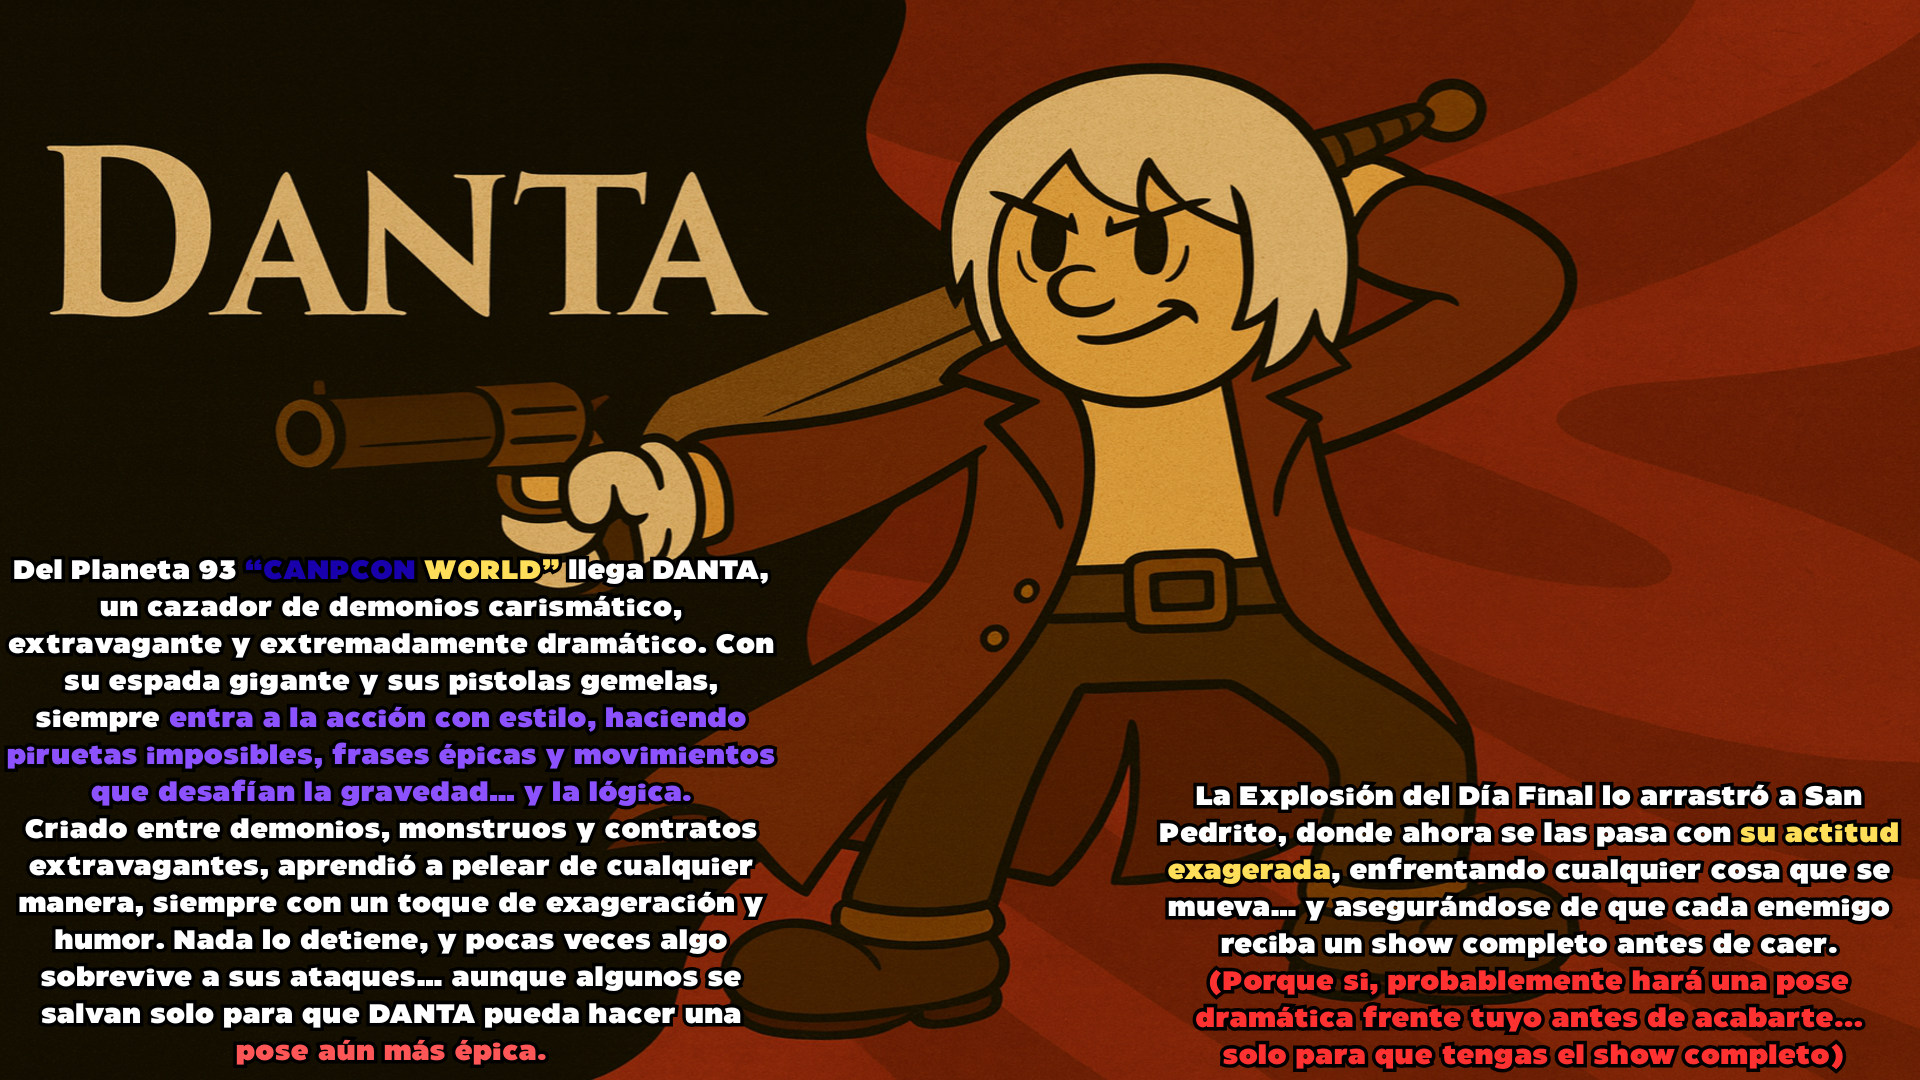 DANTA
Del Planeta 93 “CANPCON WORLD” llega DANTA,
un cazador de demonios carismático,
extravagante y extremadamente dramático. Con
su espada gigante y sus pistolas gemelas,
siempre entra a la acción con estilo, haciendo
piruetas imposibles, frases épicas y movimientos
que desafían la gravedad... y la lógica.
Criado entre demonios, monstruos y contratos
extravagantes, aprendió a pelear de cualquier
manera, siempre con un toque de exageración y
humor. Nada lo detiene, y pocas veces algo
sobrevive a sus ataques... aunque algunos se
salvan solo para que DANTA pueda hacer una
pose aún más épica.
La Explosión del Día Final lo arrastró a San
Pedrito, donde ahora se las pasa con su actitud
exagerada, enfrentando cualquier cosa que se
mueva... y asegurándose de que cada enemigo
reciba un show completo antes de caer.
(Porque si, probablemente hará una pose
dramática frente tuyo antes de acabarte...
solo para que tengas el show completo)